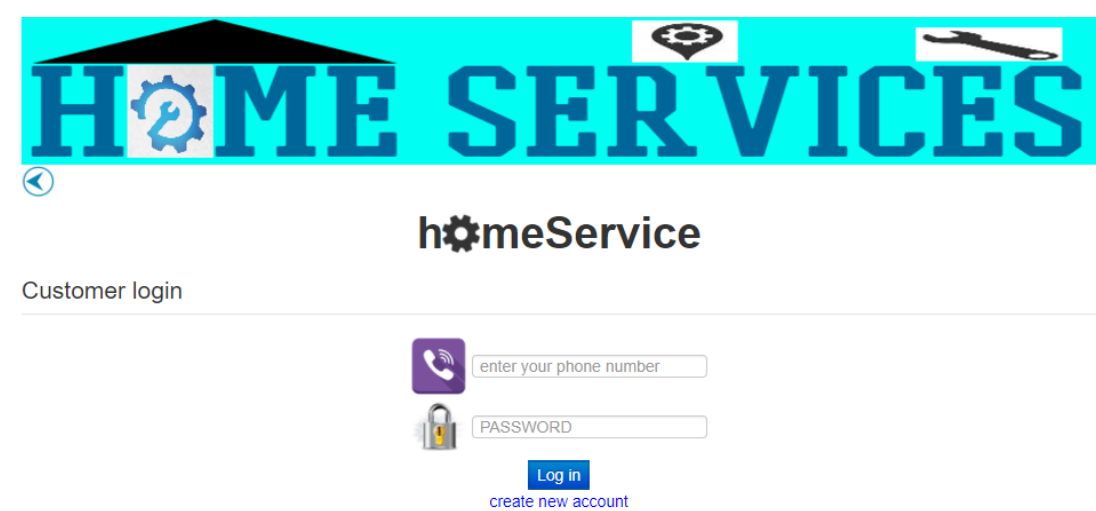 HOME SERVICES
homeService
Customer login
enter your phone number
PASSWORD
Log in
create new account